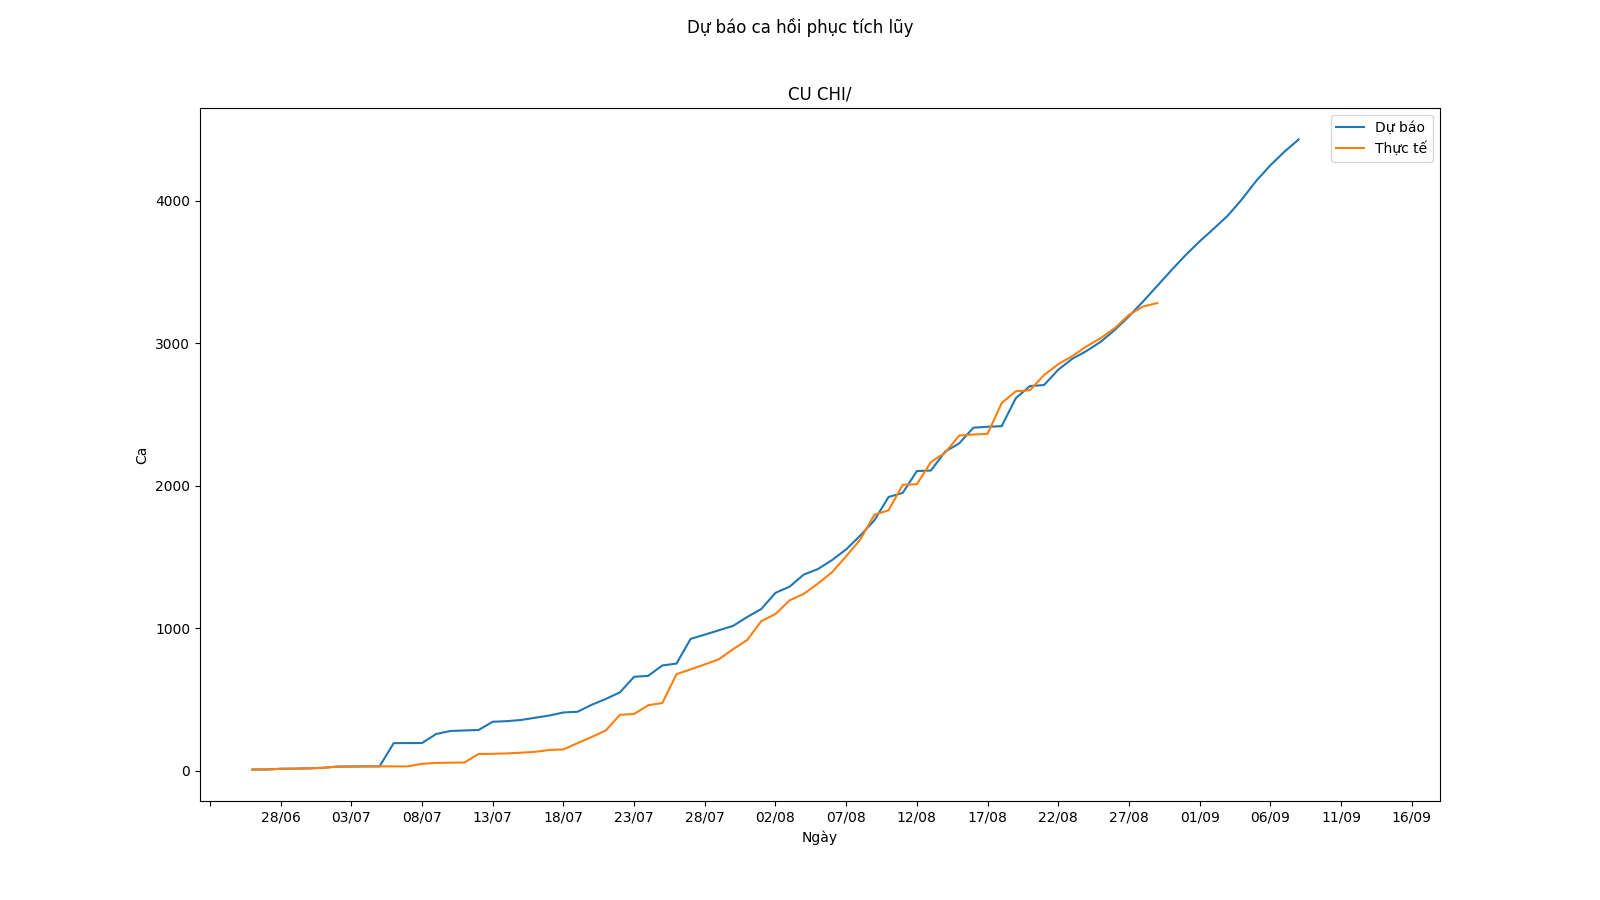 Dự báo ca hồi phục tích lũy
CU CHI/
Dự báo
Thực tế
4000
3000
2000
1000
0
Ca
28/06 03/07 08/07 13/07 18/07 23/07 28/07 02/08 07/08 12/08 17/08 22/08 27/08 01/09 06/09 11/09 16/09
Ngày